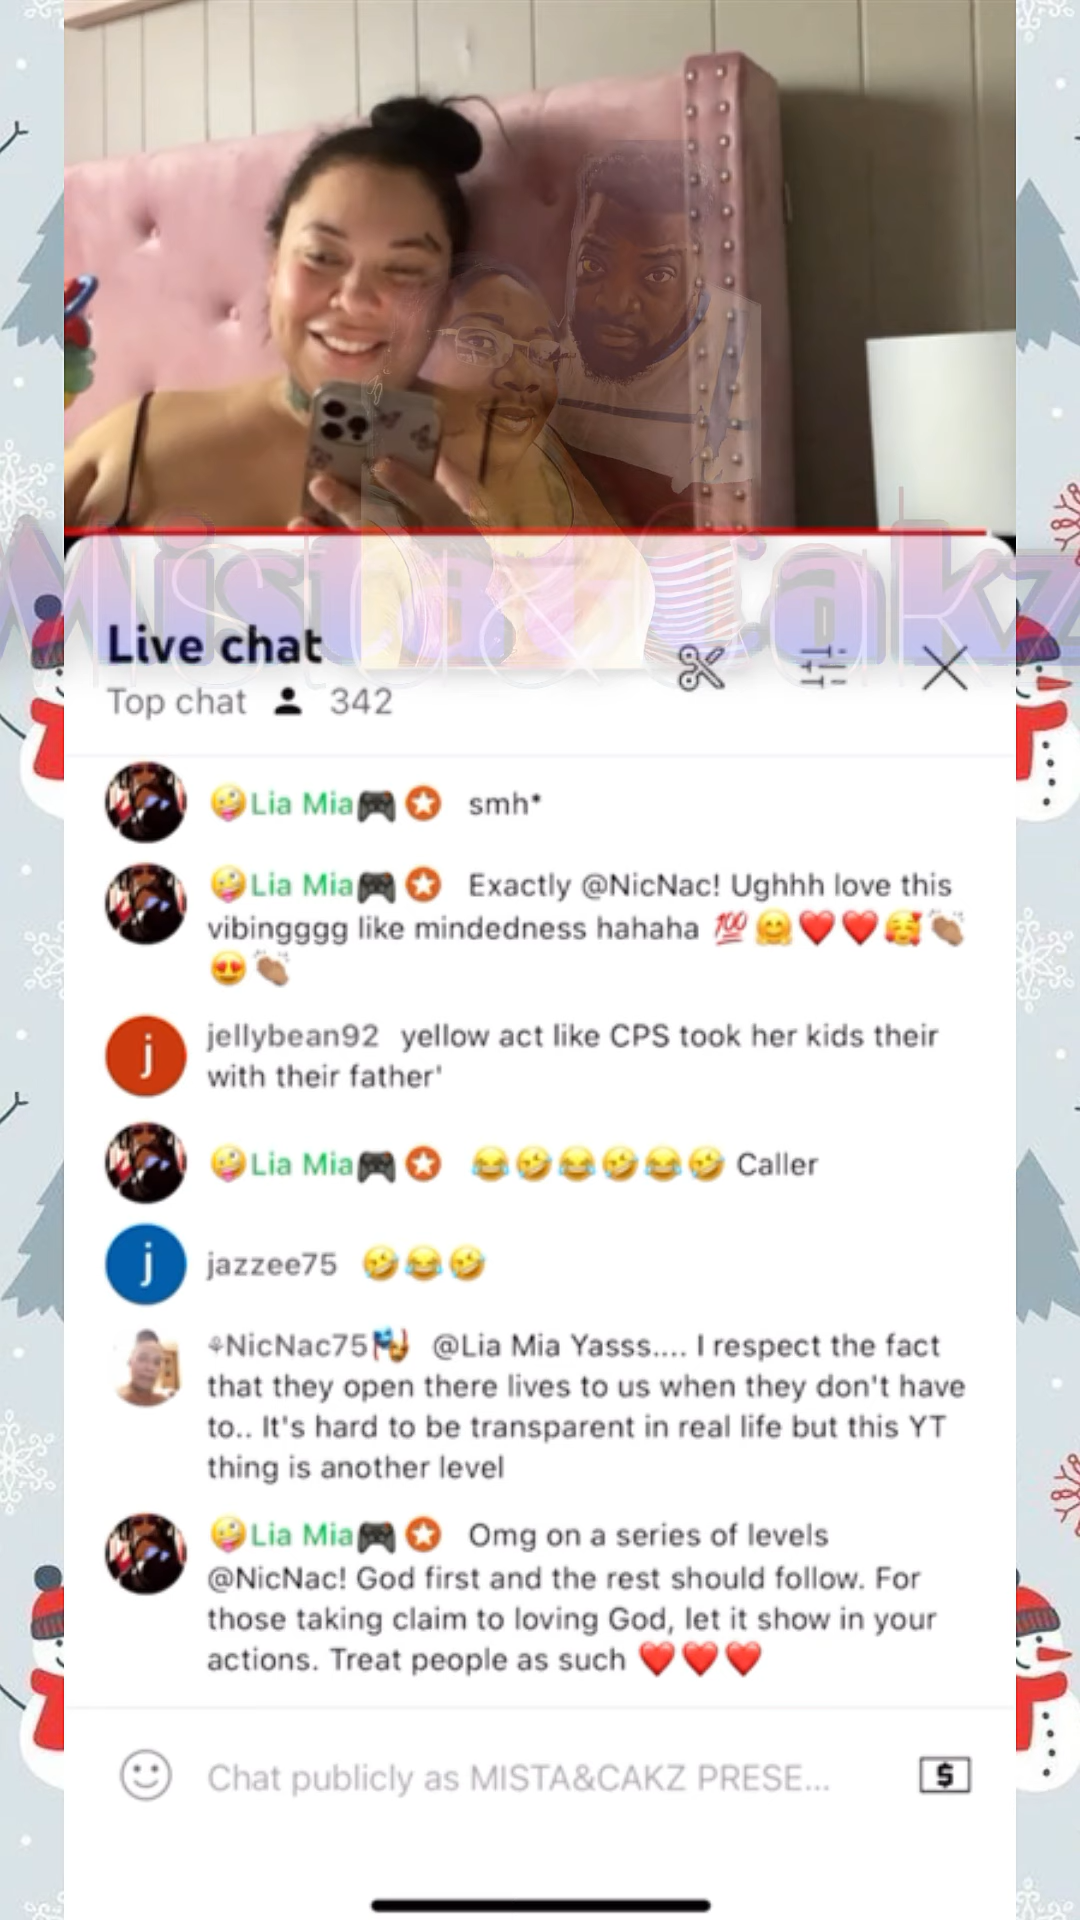 Mista&Cakz
Live chat
Top chat 342
🤪Lia Mia🎮 smh*
🤪Lia Mia🎮 Exactly @NicNac! Ughhh love this
vibingggg like mindedness hahaha 💯🤗❤️❤️🥰👏🏽
😍👏🏽
j
jellybean92 yellow act like CPS took her kids their
with their father'
🤪Lia Mia🎮 😂🤣😂🤣😂🤣 Caller
j
jazzee75 🤣😂🤣
⚘NicNac75🎭 @Lia Mia Yasss.... I respect the fact
that they open there lives to us when they don't have
to.. It's hard to be transparent in real life but this YT
thing is another level
🤪Lia Mia🎮 Omg on a series of levels
@NicNac! God first and the rest should follow. For
those taking claim to loving God, let it show in your
actions. Treat people as such ❤️❤️❤️
Chat publicly as MISTA&CAKZ PRESE...
$